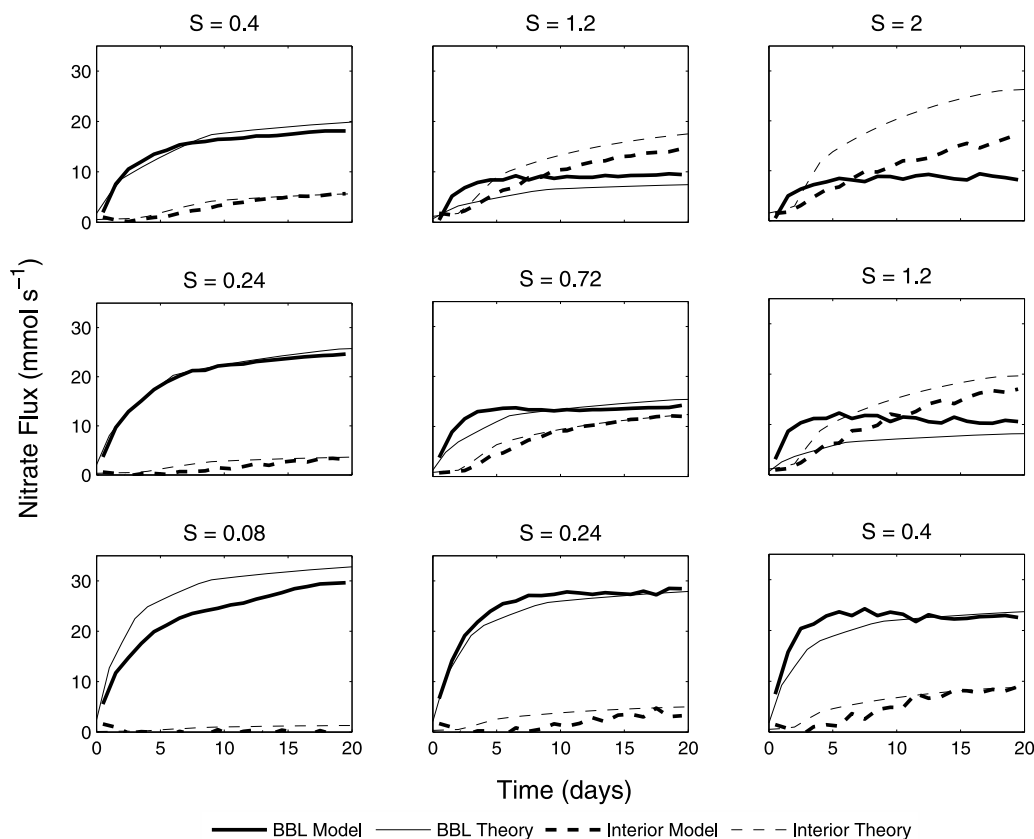 S = 0.4
S = 1.2
S = 2
30
20
10
0
S = 0.24
S = 0.72
S = 1.2
30
20
10
0
Nitrate Flux (mmol s⁻¹)
S = 0.08
S = 0.24
S = 0.4
30
20
10
0
0 5 10 15 20
0 5 10 15 20
0 5 10 15 20
Time (days)
BBL Model BBL Theory Interior Model Interior Theory